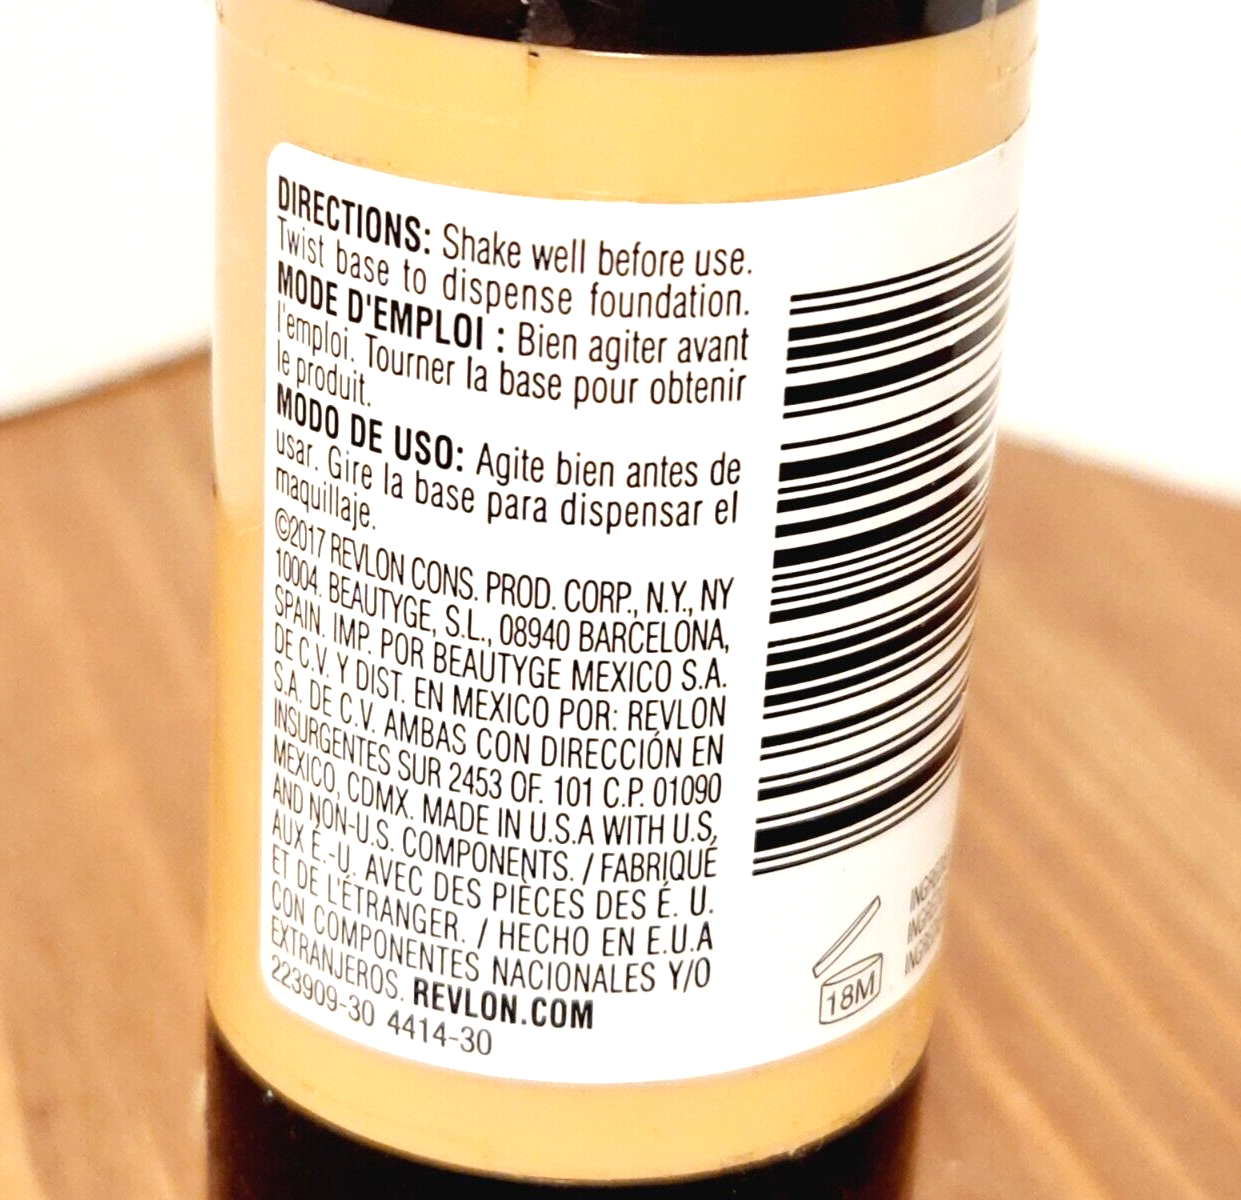 DIRECTIONS: Shake well before use.
Twist base to dispense foundation.
MODE D'EMPLOI : Bien agiter avant
l'emploi. Tourner la base pour obtenir
le produit.
MODO DE USO: Agite bien antes de
usar. Gire la base para dispensar el
maquillaje.
©2017 REVLON CONS. PROD. CORP., N.Y., NY
10004. BEAUTYGE, S.L., 08940 BARCELONA,
SPAIN. IMP. POR BEAUTYGE MEXICO S.A.
DE C.V. Y DIST. EN MEXICO POR: REVLON
S.A. DE C.V. AMBAS CON DIRECCIÓN EN
INSURGENTES SUR 2453 OF. 101 C.P. 01090
MEXICO, CDMX. MADE IN U.S.A WITH U.S,
AND NON-U.S. COMPONENTS. / FABRIQUÉ
AUX É.-U. AVEC DES PIÈCES DES É. U.
ET DE L'ÉTRANGER. / HECHO EN E.U.A
CON COMPONENTES NACIONALES Y/O
EXTRANJEROS. REVLON.COM
223909-30 4414-30
18M